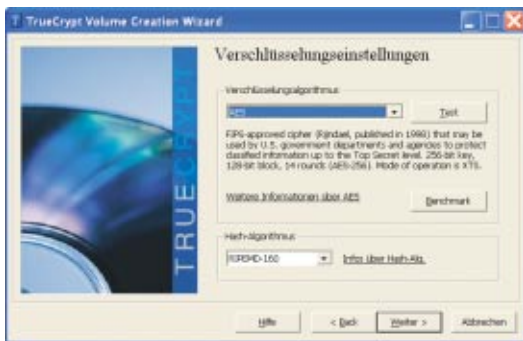 TrueCrypt Volume Creation Wizard
Verschlüsselungseinstellungen
Verschlüsselungsalgorithmus
AES
Test
FIPS-approved cipher (Rijndael, published in 1998) that may be
used by U.S. government departments and agencies to protect
classified information up to the Top Secret level. 256-bit key,
128-bit block, 14 rounds (AES-256). Mode of operation is XTS.
Weitere Informationen über AES
Benchmark
Hash-Algorithmus
RIPEMD-160
Infos über Hash-Alg.
TRUECRYPT
Hilfe
< Back
Weiter >
Abbrechen